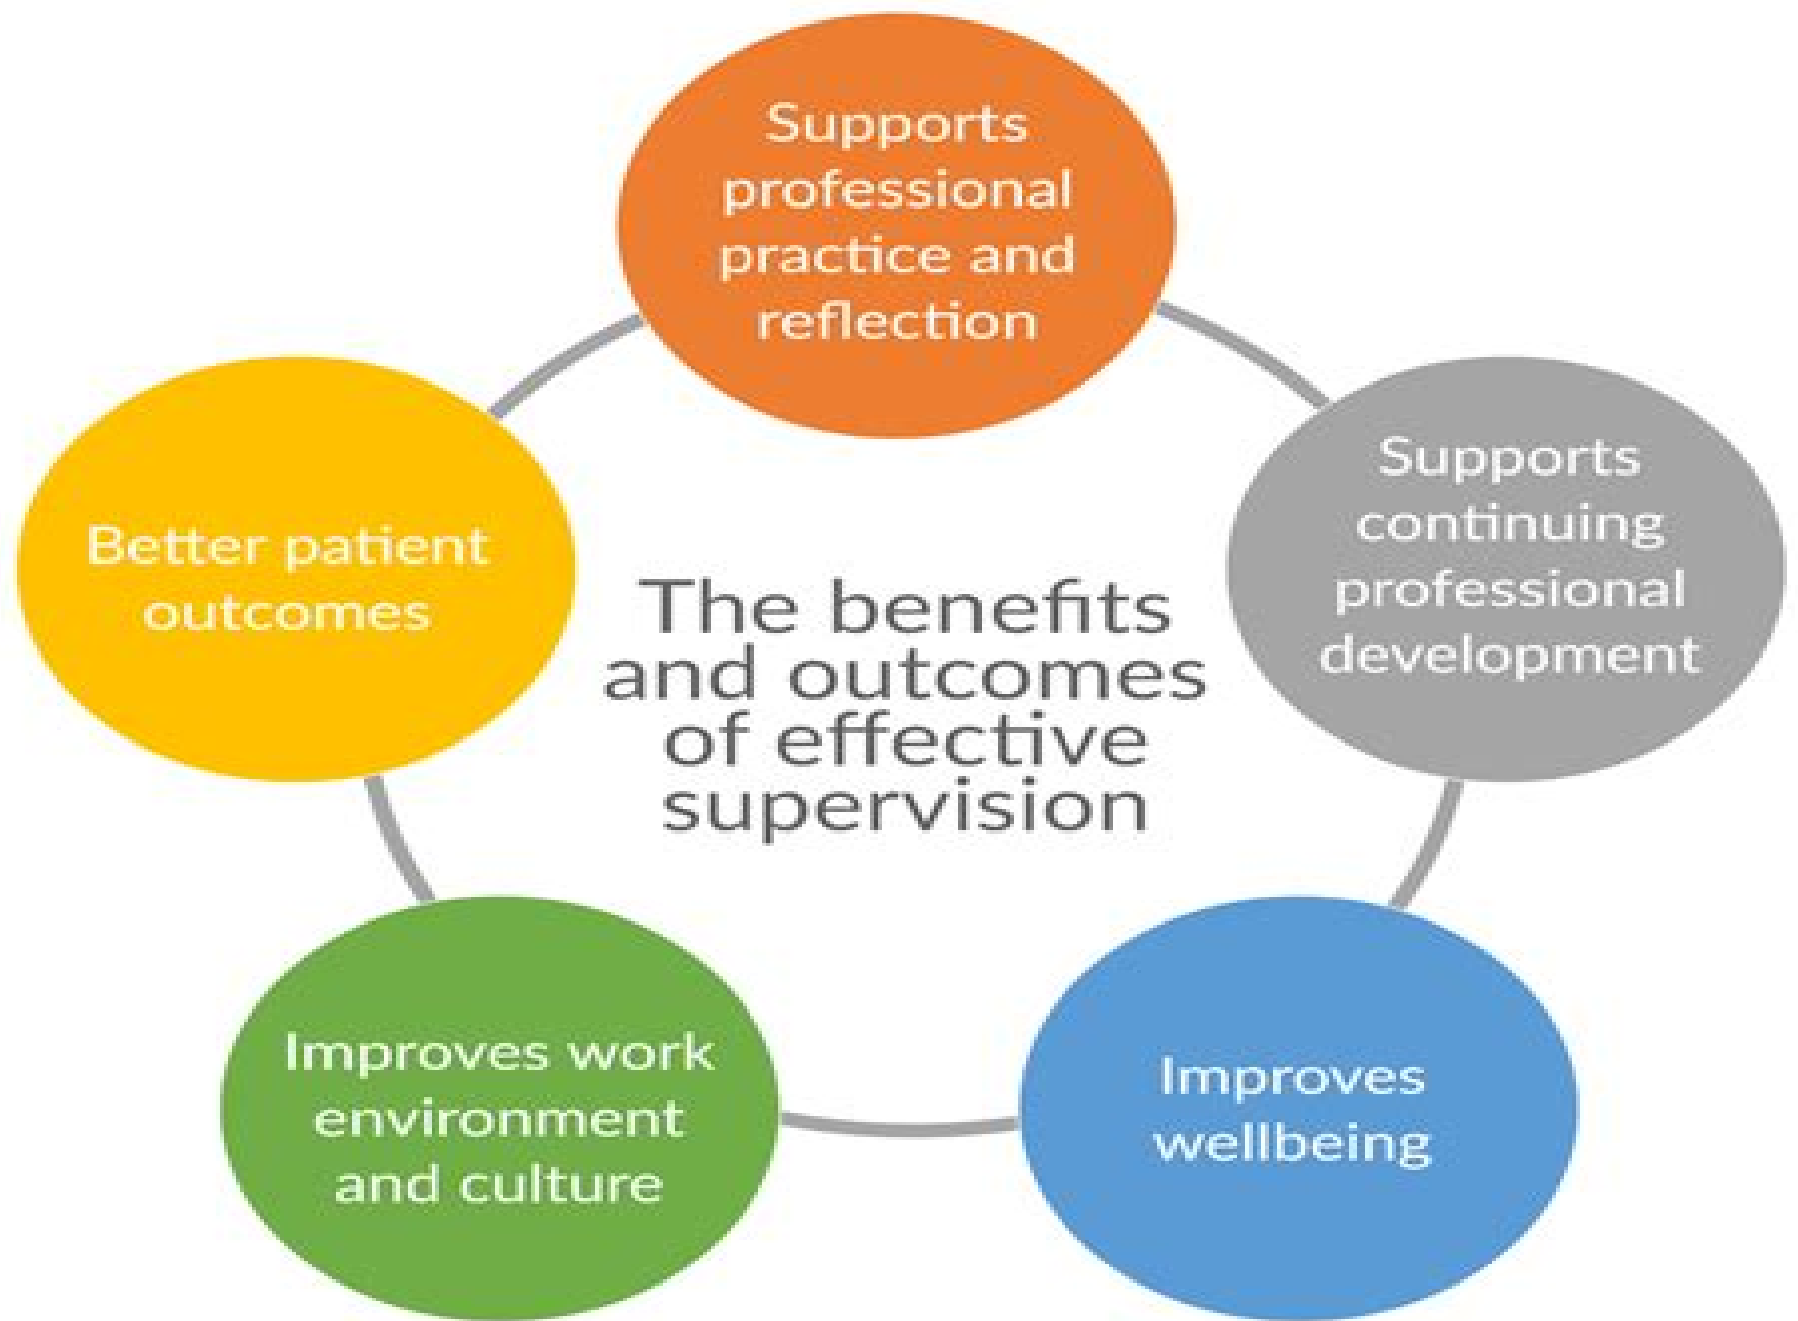 Supports
professional
practice and
reflection
Supports
continuing
professional
development
Improves
wellbeing
Improves work
environment
and culture
Better patient
outcomes
The benefits
and outcomes
of effective
supervision